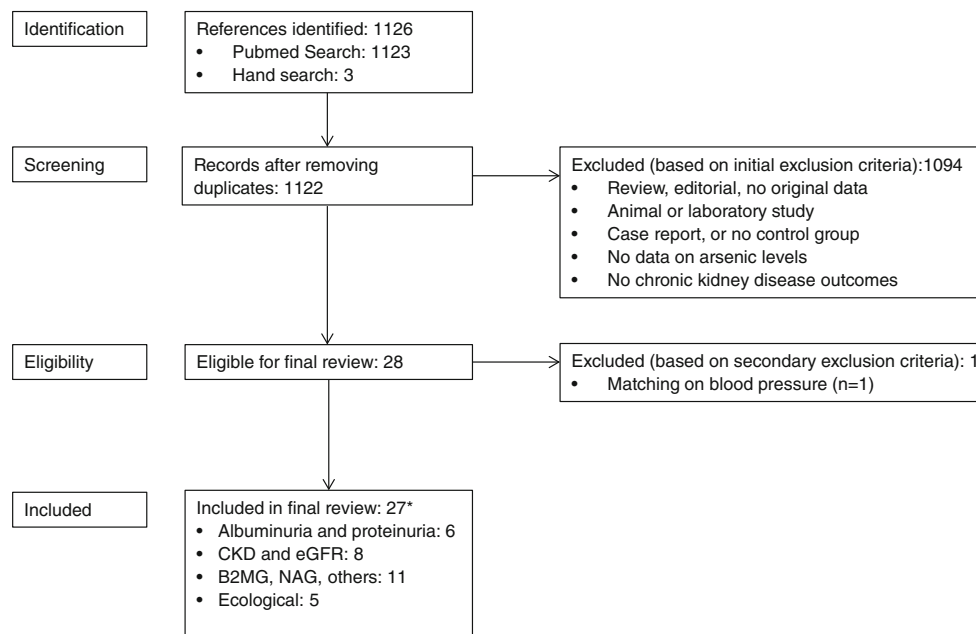 Identification
References identified: 1126
• Pubmed Search: 1123
• Hand search: 3
Screening
Records after removing
duplicates: 1122
Excluded (based on initial exclusion criteria):1094
• Review, editorial, no original data
• Animal or laboratory study
• Case report, or no control group
• No data on arsenic levels
• No chronic kidney disease outcomes
Eligibility
Eligible for final review: 28
Excluded (based on secondary exclusion criteria): 1
• Matching on blood pressure (n=1)
Included
Included in final review: 27*
• Albuminuria and proteinuria: 6
• CKD and eGFR: 8
• B2MG, NAG, others: 11
• Ecological: 5